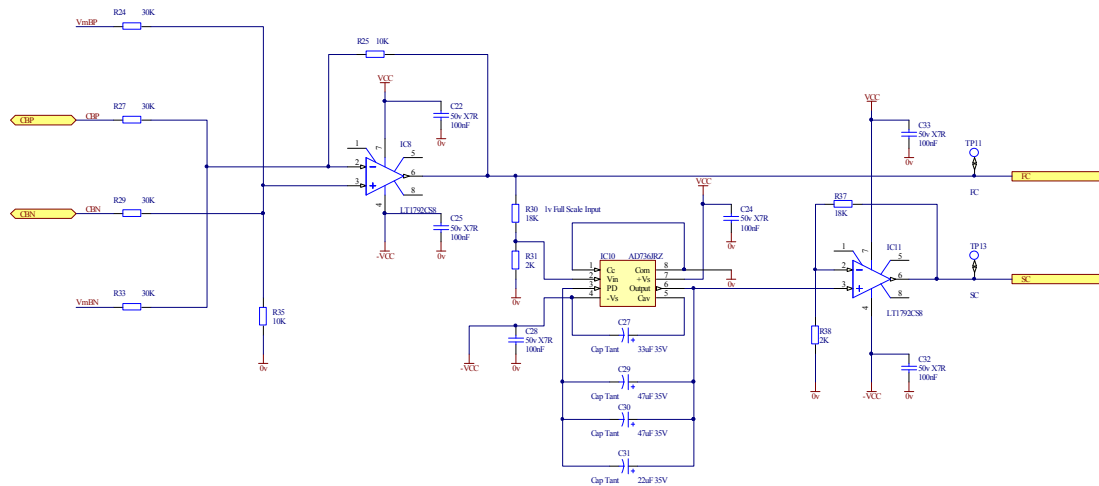 R24 30K
VmBP
R25 10K
VCC
C22
50v X7R
100nF
0v
R27 30K
CBP
CBP
IC8
1
7
5
2
6
3
8
4
LT1792CS8
C25
50v X7R
100nF
0v
-VCC
R29 30K
CBN
CBN
R33 30K
VmBN
R35
10K
0v
R30
18K
1v Full Scale Input
R31
2K
0v
VCC
C24
50v X7R
100nF
0v
IC10 AD736JRZ
1 Cc Com 8
2 Vin +Vs 7
3 PD Output 6
4 -Vs Cav 5
0v
C28
50v X7R
100nF
0v
-VCC
C27
Cap Tant 33uF 35V
C29
Cap Tant 47uF 35V
C30
Cap Tant 47uF 35V
C31
Cap Tant 22uF 35V
VCC
C33
50v X7R
100nF
0v
TP11
FC
FC
R37
18K
IC11
1
7
5
2
6
3
8
4
LT1792CS8
TP13
SC
SC
R38
2K
0v
C32
50v X7R
100nF
0v
-VCC